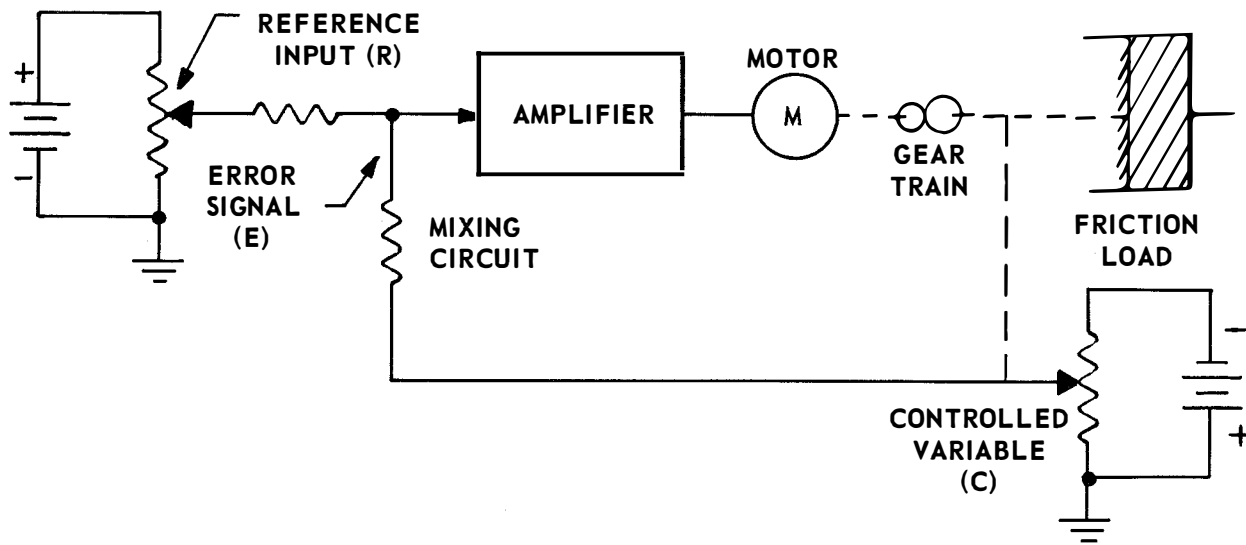 REFERENCE
INPUT (R)
+
-
ERROR
SIGNAL
(E)
MIXING
CIRCUIT
AMPLIFIER
MOTOR
M
GEAR
TRAIN
FRICTION
LOAD
CONTROLLED
VARIABLE
(C)
-
+